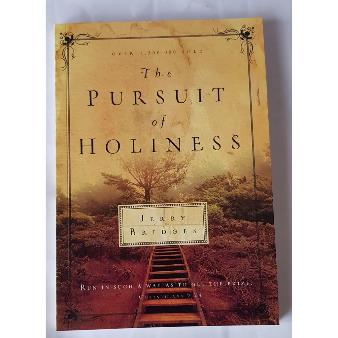 The
PURSUIT
of
HOLINESS
JERRY
BRIDGES
RUN IN SUCH A WAY AS TO GET THE PRIZE.